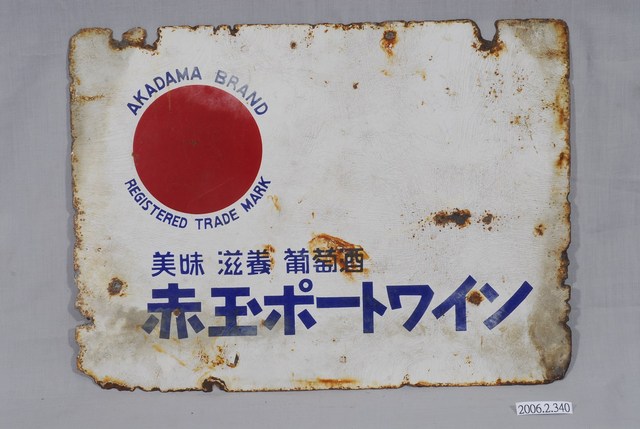 AKADAMA BRAND
REGISTERED TRADE MARK
美味 滋養 葡萄酒
赤玉ポートワイン
2006.2.340